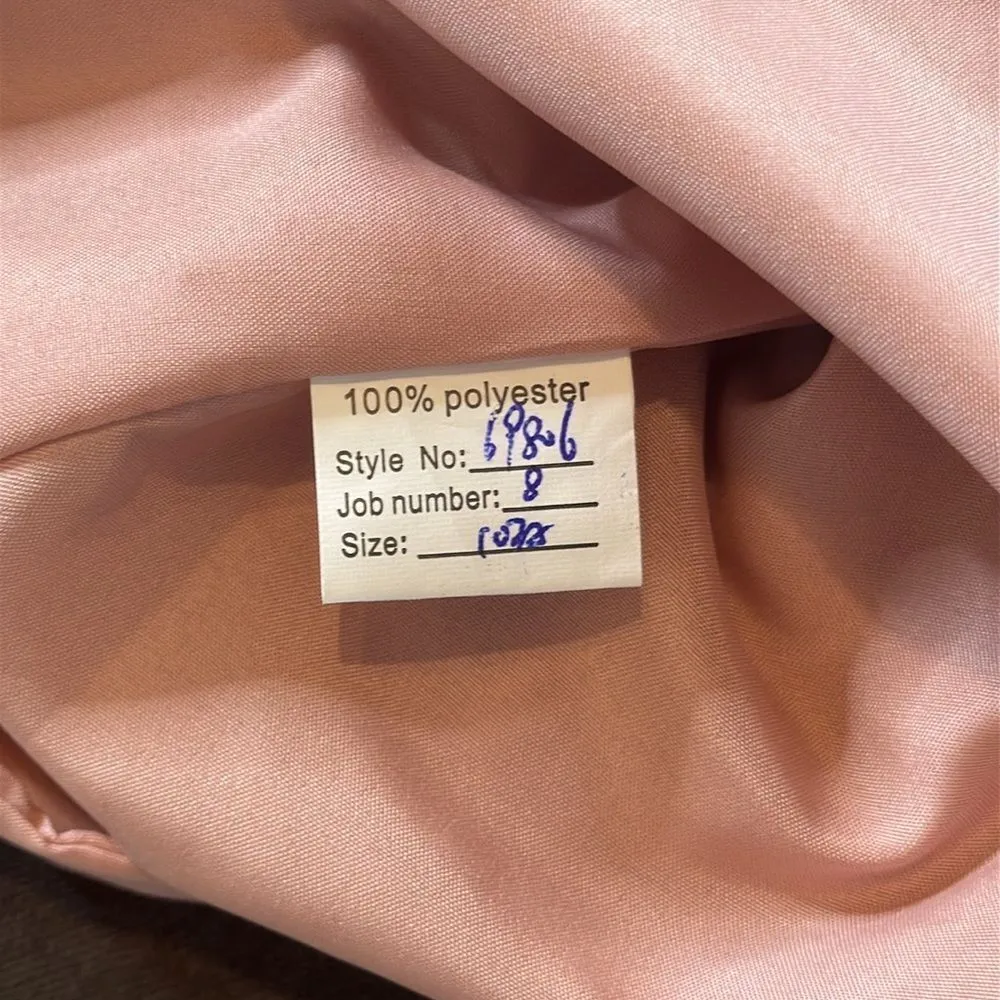 100% polyester
Style No: 69806
Job number: 8
Size: